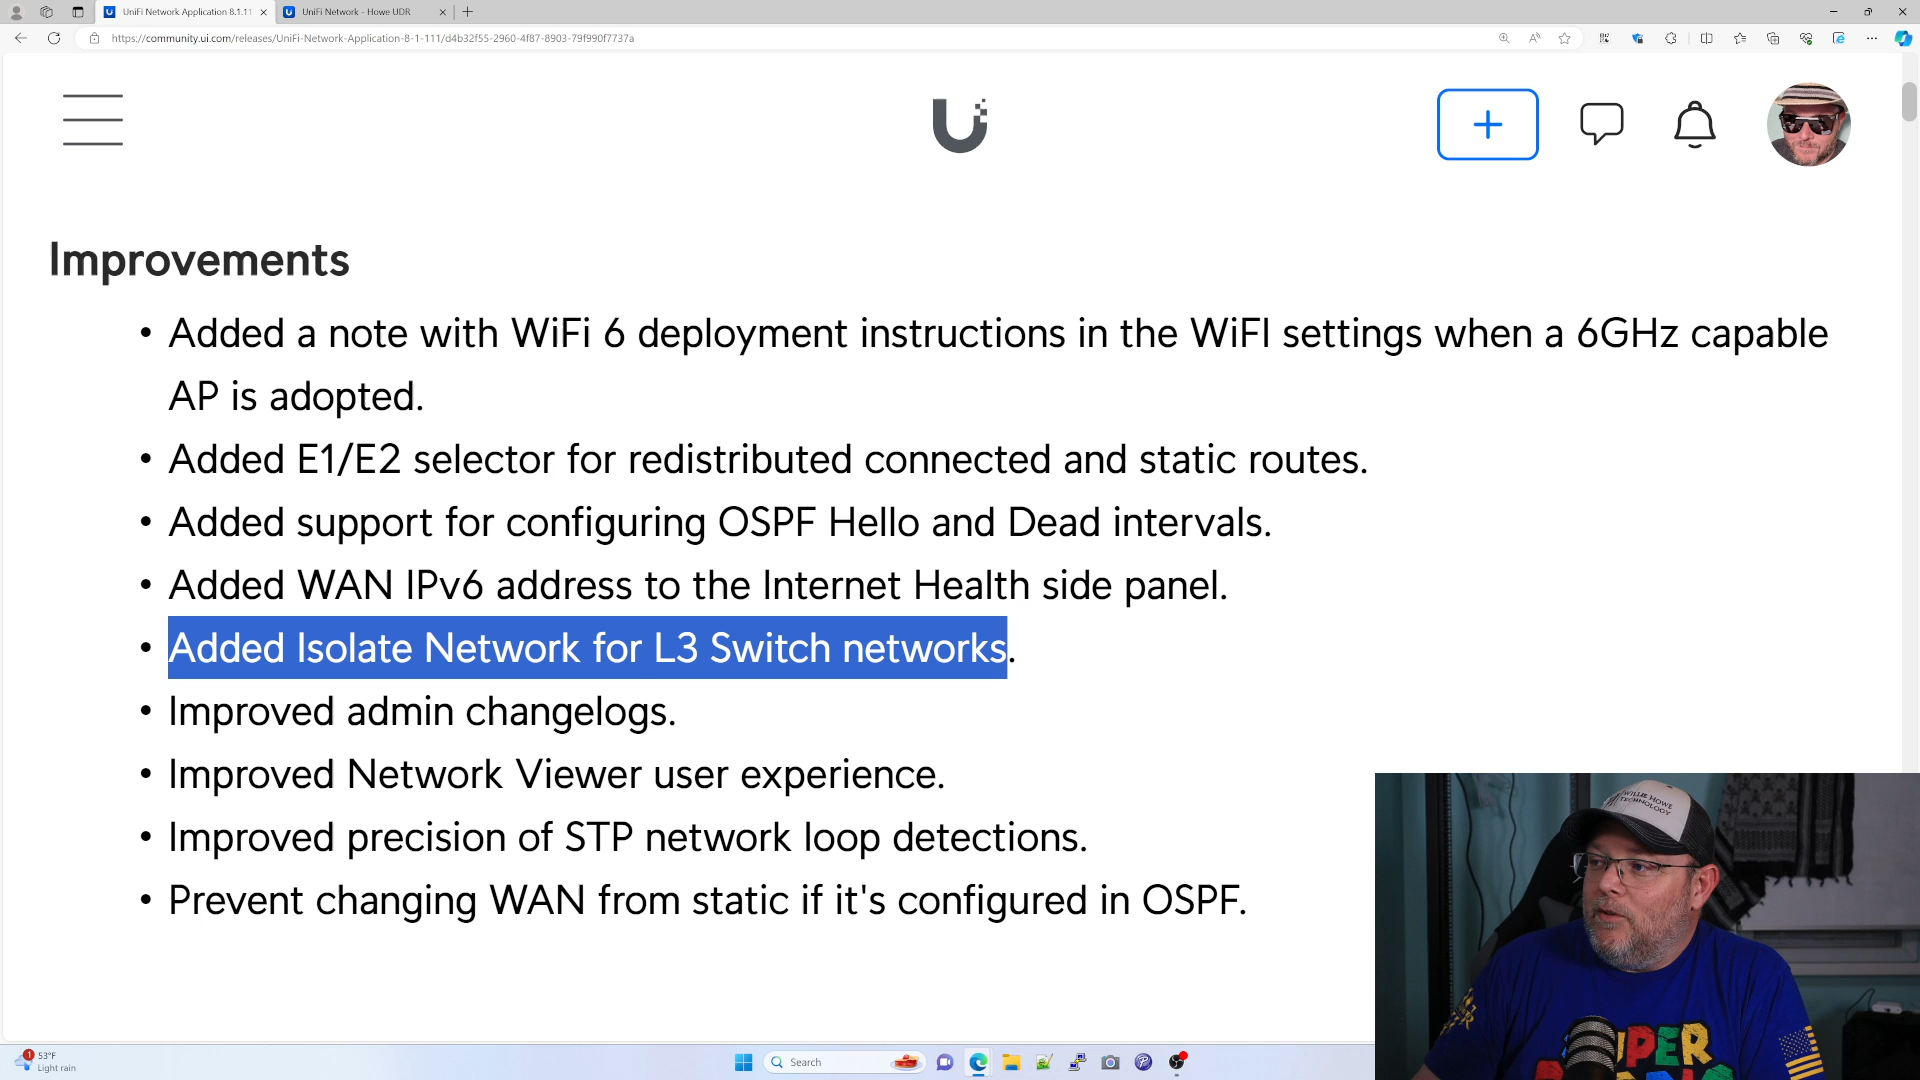 UniFi Network Application 8.1.11
UniFi Network - Howe UDR
https://community.ui.com/releases/UniFi-Network-Application-8-1-111/d4b32f55-2960-4f87-8903-79f990f7737a
Improvements
• Added a note with WiFi 6 deployment instructions in the WiFI settings when a 6GHz capable
AP is adopted.
• Added E1/E2 selector for redistributed connected and static routes.
• Added support for configuring OSPF Hello and Dead intervals.
• Added WAN IPv6 address to the Internet Health side panel.
• Added Isolate Network for L3 Switch networks.
• Improved admin changelogs.
• Improved Network Viewer user experience.
• Improved precision of STP network loop detections.
• Prevent changing WAN from static if it's configured in OSPF.
WILLIE HOWE
TECHNOLOGY
1
53°F
Light rain
Search